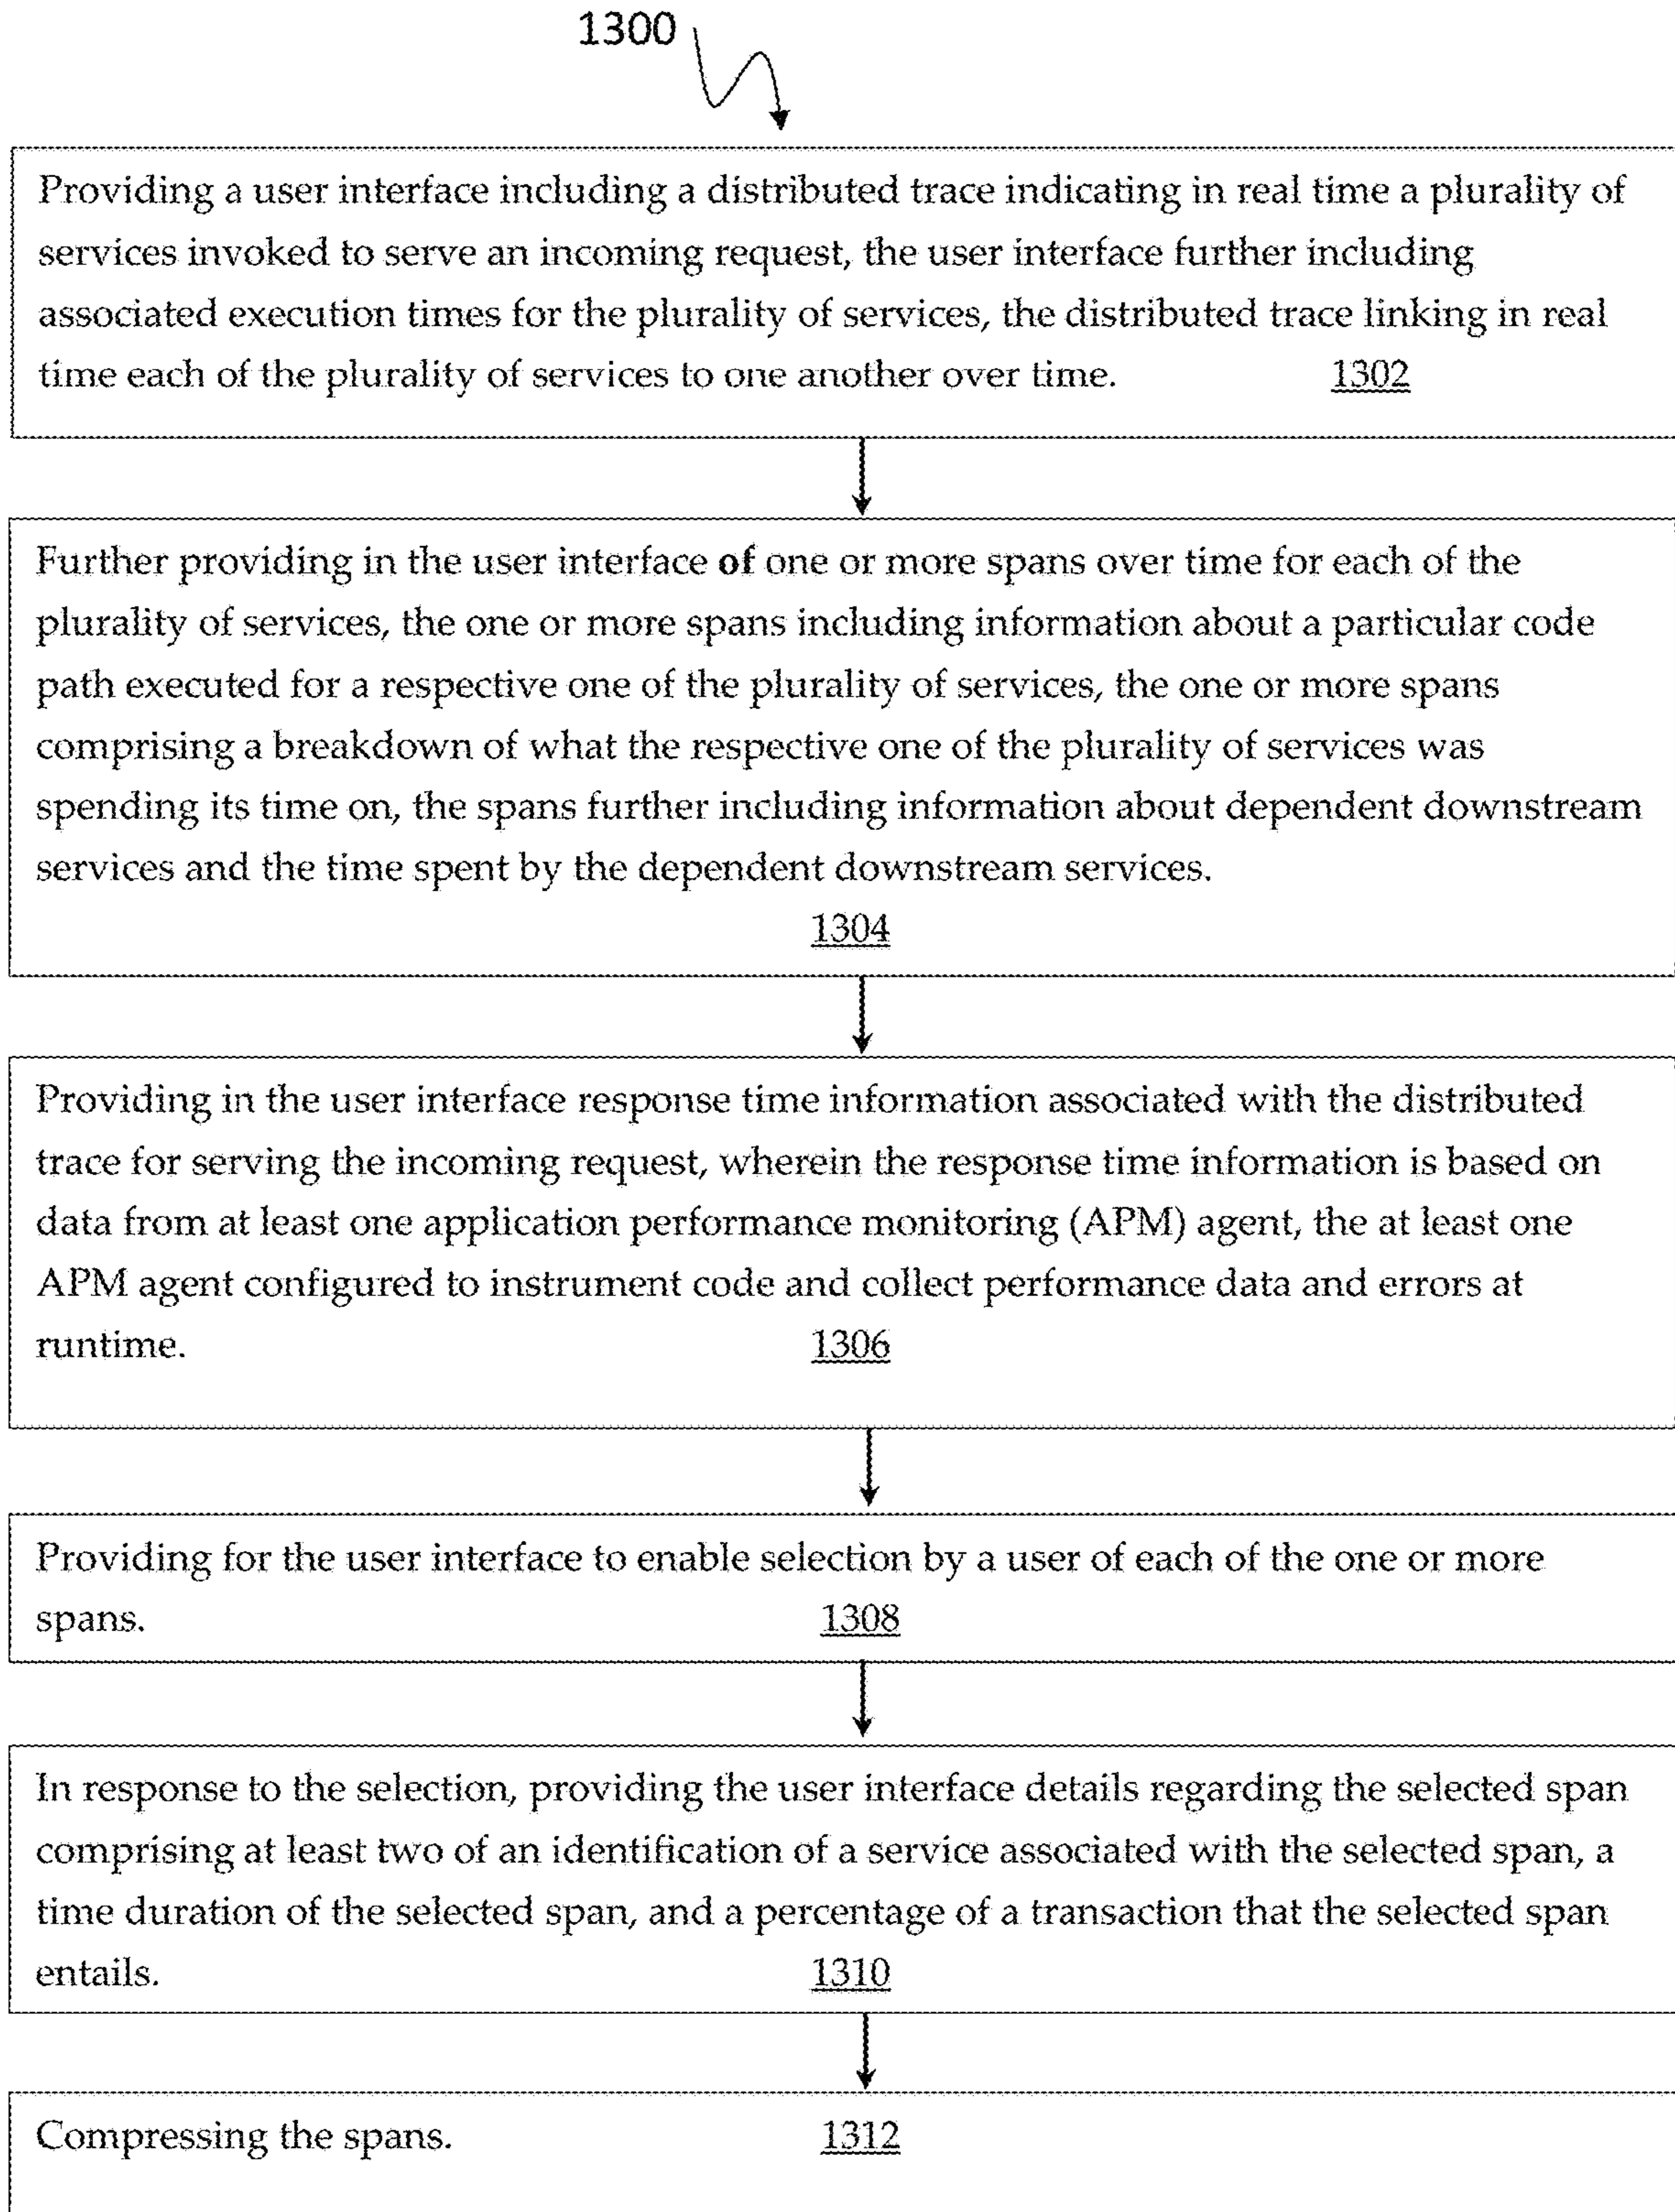 1300
Providing a user interface including a distributed trace indicating in real time a plurality of
services invoked to serve an incoming request, the user interface further including
associated execution times for the plurality of services, the distributed trace linking in real
time each of the plurality of services to one another over time. 1302
Further providing in the user interface of one or more spans over time for each of the
plurality of services, the one or more spans including information about a particular code
path executed for a respective one of the plurality of services, the one or more spans
comprising a breakdown of what the respective one of the plurality of services was
spending its time on, the spans further including information about dependent downstream
services and the time spent by the dependent downstream services.
1304
Providing in the user interface response time information associated with the distributed
trace for serving the incoming request, wherein the response time information is based on
data from at least one application performance monitoring (APM) agent, the at least one
APM agent configured to instrument code and collect performance data and errors at
runtime. 1306
Providing for the user interface to enable selection by a user of each of the one or more
spans. 1308
In response to the selection, providing the user interface details regarding the selected span
comprising at least two of an identification of a service associated with the selected span, a
time duration of the selected span, and a percentage of a transaction that the selected span
entails. 1310
Compressing the spans. 1312